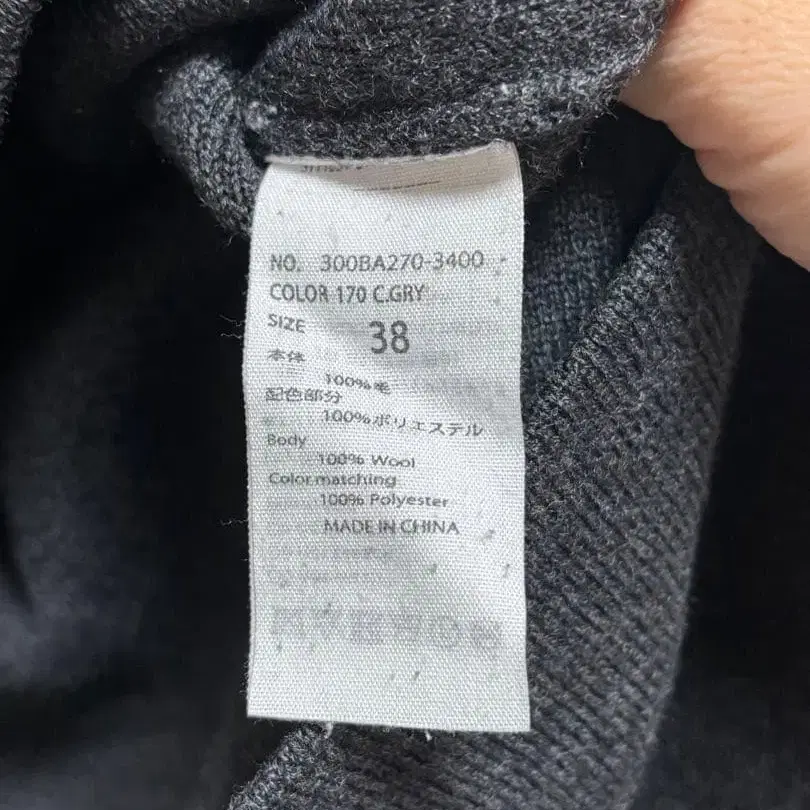 NO. 300BA270-3400
COLOR 170 C.GRY
SIZE 38
本体
100%毛
配色部分
100%ポリエステル
Body
100% Wool
Color matching
100% Polyester
MADE IN CHINA